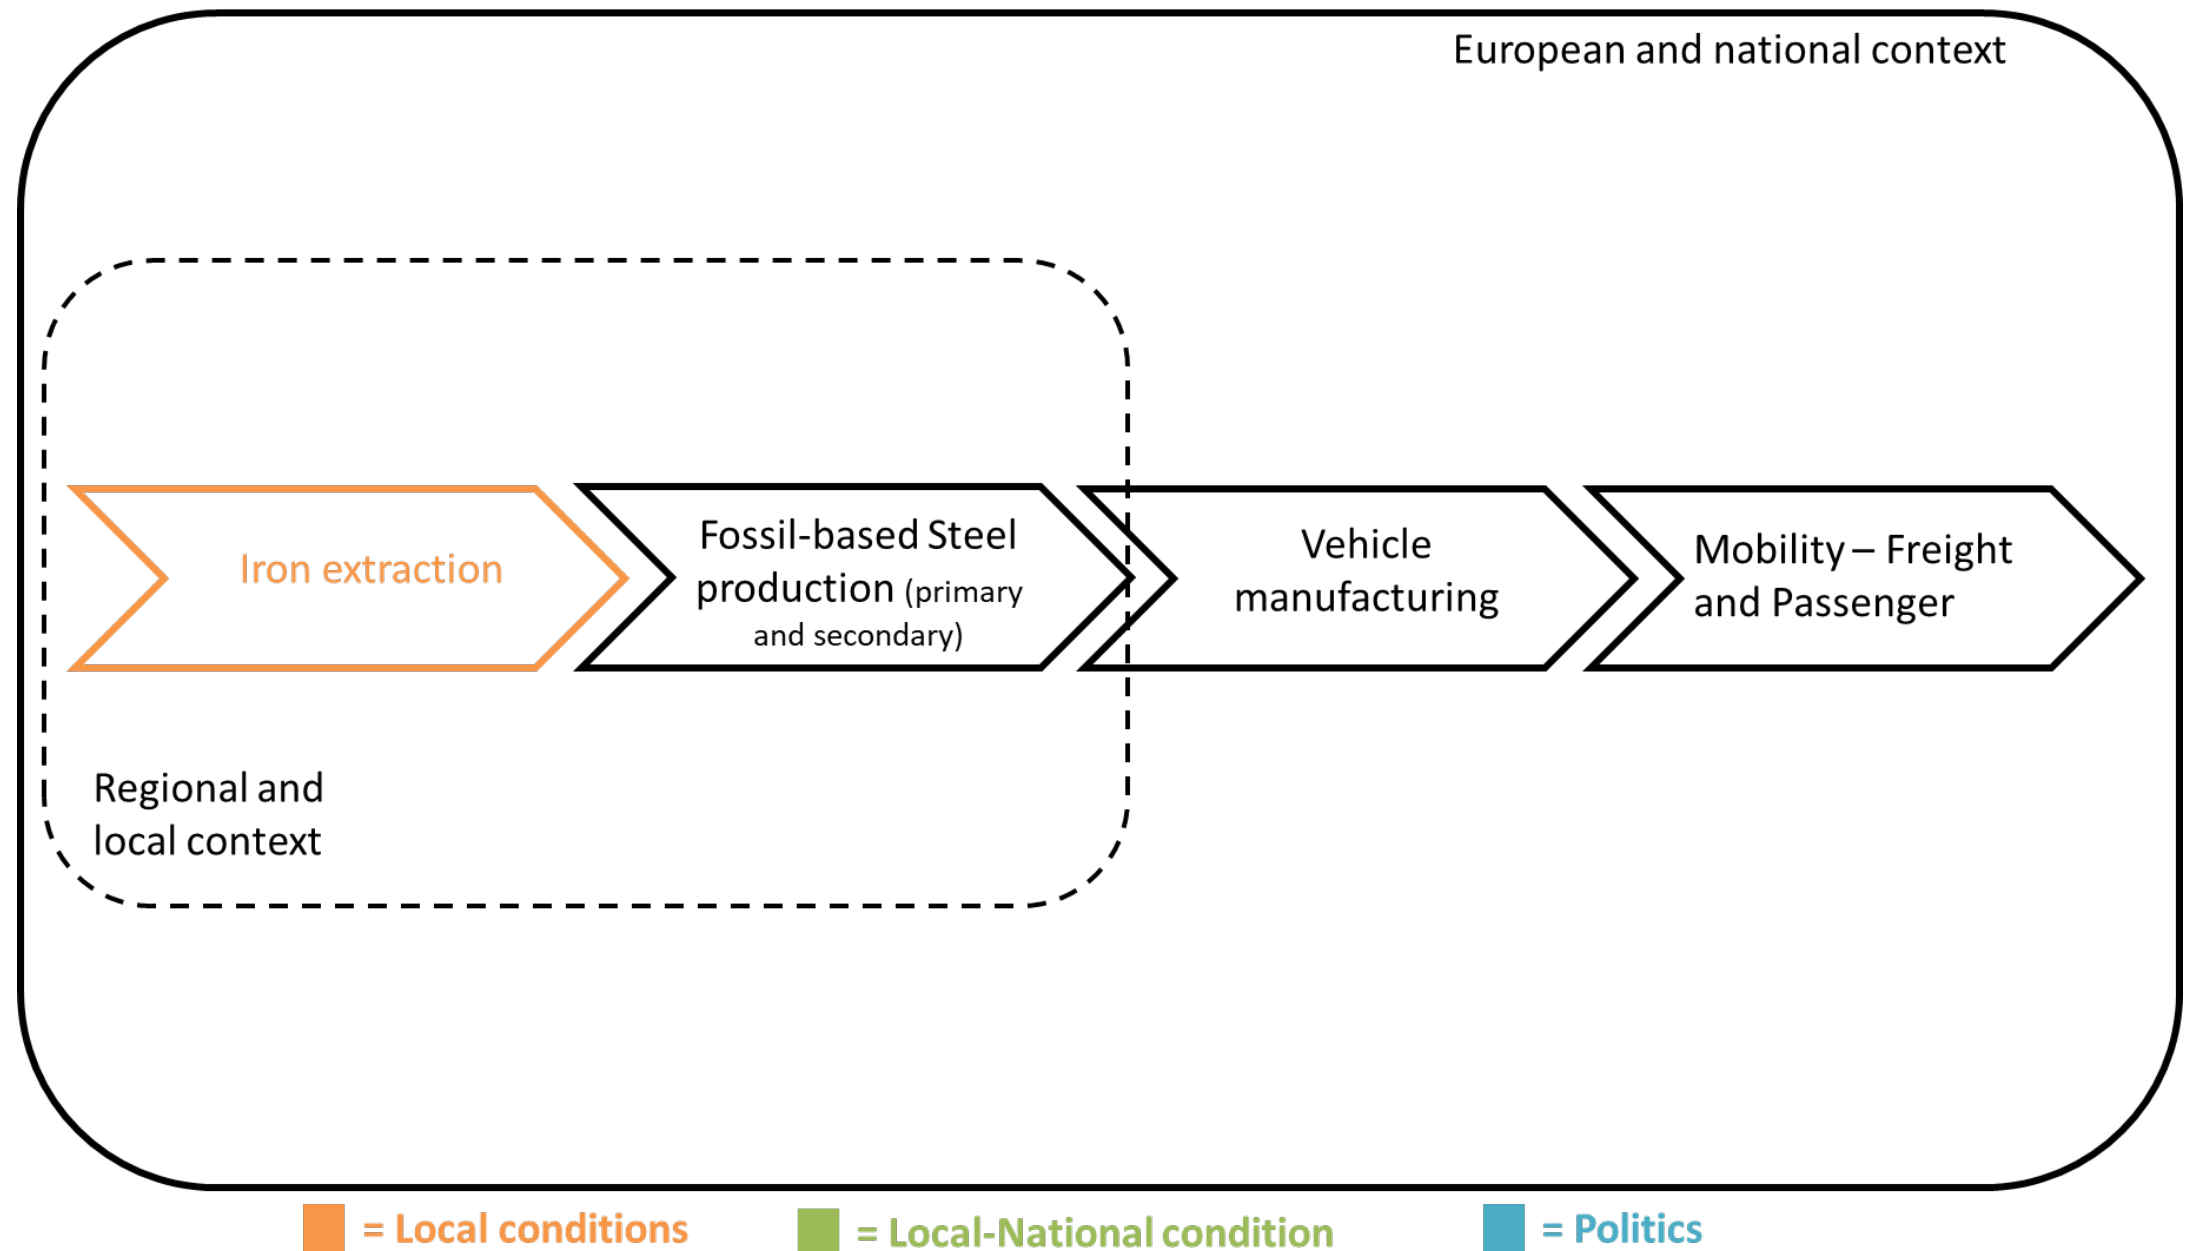 European and national context
Iron extraction
Fossil-based Steel
production (primary
and secondary)
Vehicle
manufacturing
Mobility – Freight
and Passenger
Regional and
local context
= Local conditions
= Local-National condition
= Politics